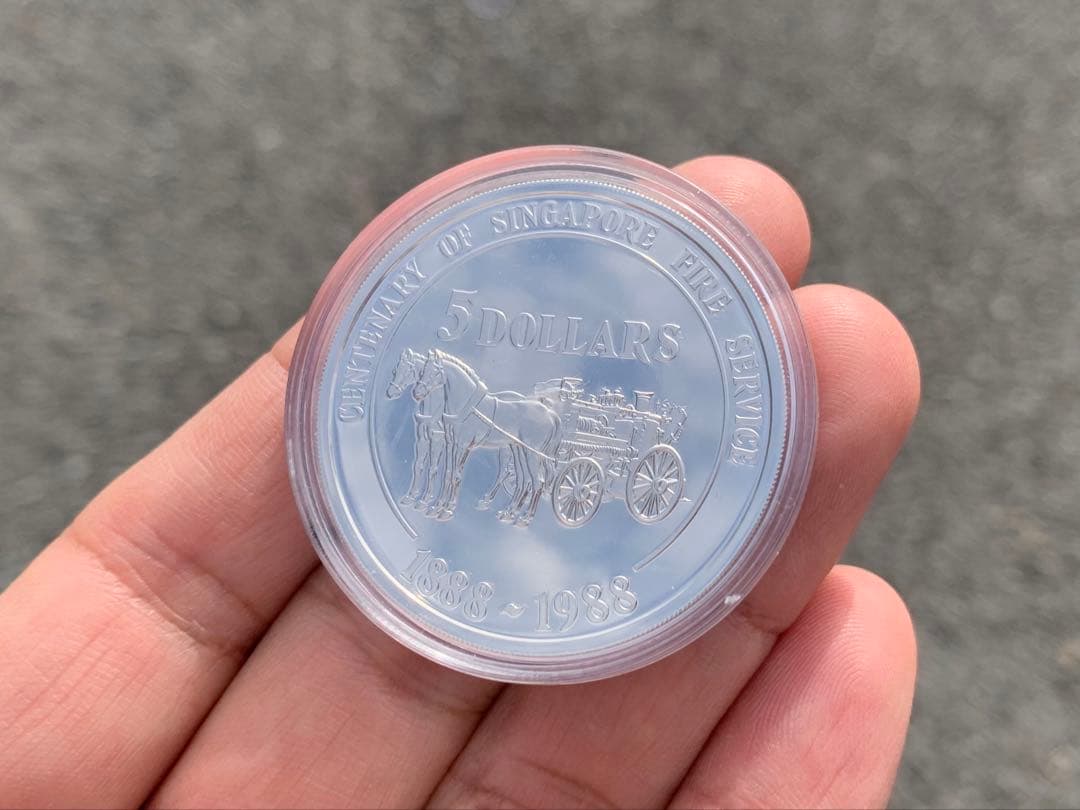 CENTENARY OF SINGAPORE FIRE SERVICE
5 DOLLARS
1888~1988